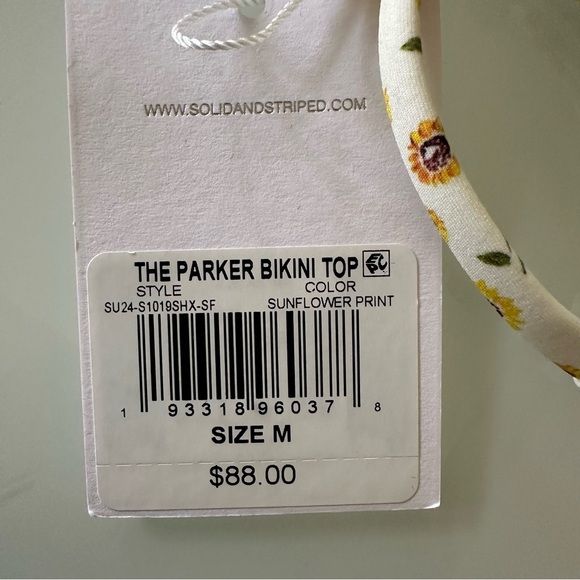 WWW.SOLIDANDSTRIPED.COM
THE PARKER BIKINI TOP
STYLE COLOR
SU24-S1019SHX-SF SUNFLOWER PRINT
1 93318 96037 8
SIZE M
$88.00